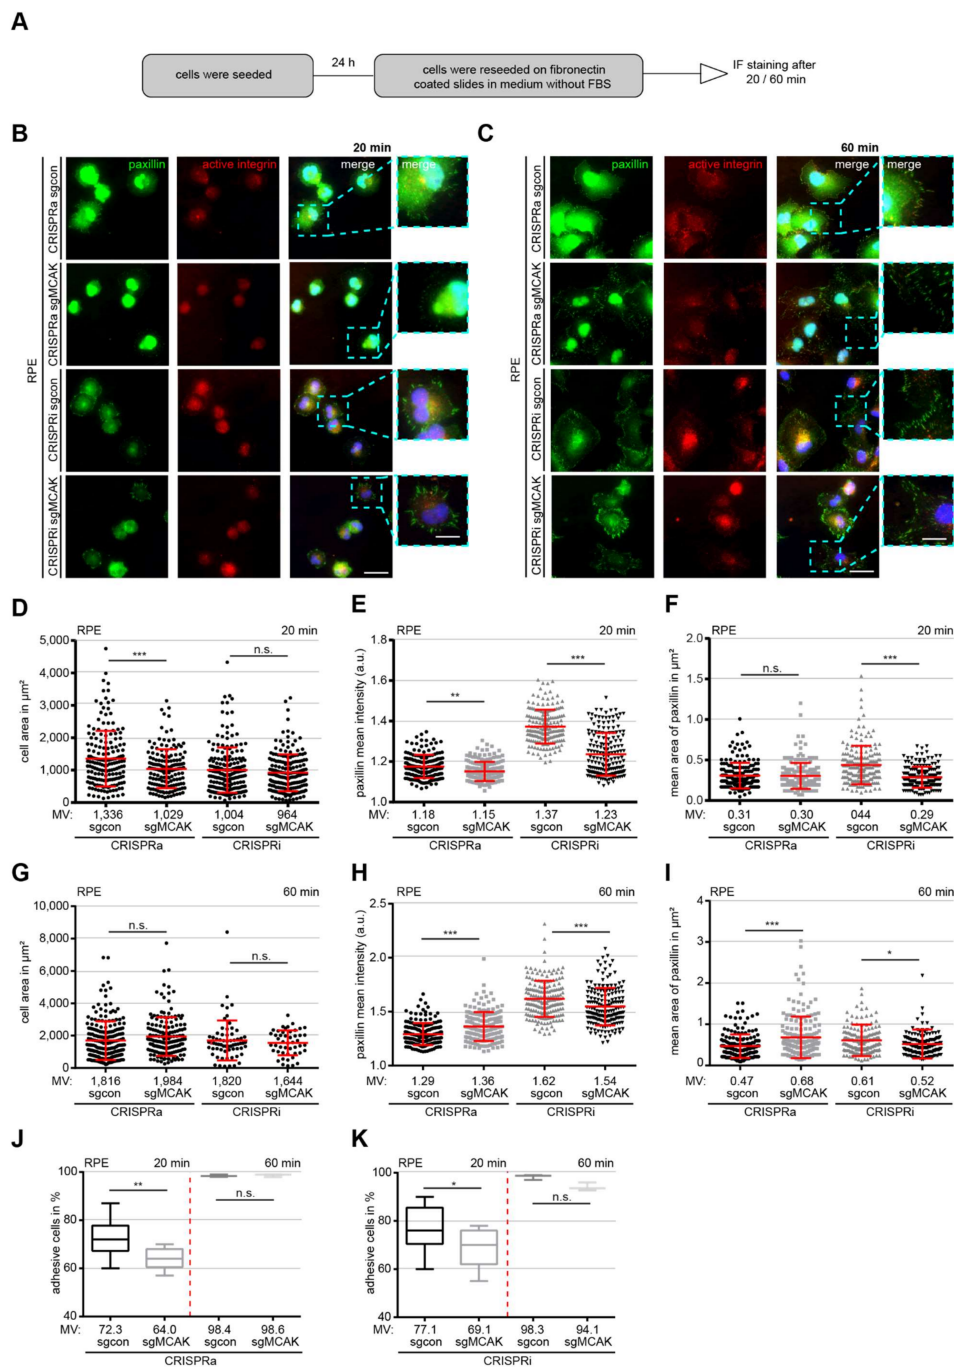 A
cells were seeded
24 h
cells were reseeded on fibronectin
coated slides in medium without FBS
IF staining after
20 / 60 min
B
20 min
paxillin
active integrin
merge
merge
RPE
CRISPRa sgcon
CRISPRa sgMCAK
CRISPRi sgcon
CRISPRi sgMCAK
C
60 min
paxillin
active integrin
merge
merge
RPE
CRISPRa sgcon
CRISPRa sgMCAK
CRISPRi sgcon
CRISPRi sgMCAK
D
RPE
20 min
cell area in µm²
5,000
4,000
3,000
2,000
1,000
0
***
n.s.
MV: 1,336 1,029 1,004 964
sgcon sgMCAK sgcon sgMCAK
CRISPRa CRISPRi
E
RPE
20 min
paxillin mean intensity (a.u.)
1.8
1.6
1.4
1.2
1.0
**
***
MV: 1.18 1.15 1.37 1.23
sgcon sgMCAK sgcon sgMCAK
CRISPRa CRISPRi
F
RPE
20 min
mean area of paxillin in µm²
2.0
1.5
1.0
0.5
0
n.s.
***
MV: 0.31 0.30 044 0.29
sgcon sgMCAK sgcon sgMCAK
CRISPRa CRISPRi
G
RPE
60 min
cell area in µm²
10,000
8,000
6,000
4,000
2,000
0
n.s.
n.s.
MV: 1,816 1,984 1,820 1,644
sgcon sgMCAK sgcon sgMCAK
CRISPRa CRISPRi
H
RPE
60 min
paxillin mean intensity (a.u.)
2.5
2.0
1.5
1.0
***
***
MV: 1.29 1.36 1.62 1.54
sgcon sgMCAK sgcon sgMCAK
CRISPRa CRISPRi
I
RPE
60 min
mean area of paxillin in µm²
4
3
2
1
0
***
*
MV: 0.47 0.68 0.61 0.52
sgcon sgMCAK sgcon sgMCAK
CRISPRa CRISPRi
J
RPE
20 min
60 min
adhesive cells in %
100
80
60
40
**
n.s.
MV: 72.3 64.0 98.4 98.6
sgcon sgMCAK sgcon sgMCAK
CRISPRa
K
RPE
20 min
60 min
adhesive cells in %
100
80
60
40
*
n.s.
MV: 77.1 69.1 98.3 94.1
sgcon sgMCAK sgcon sgMCAK
CRISPRi